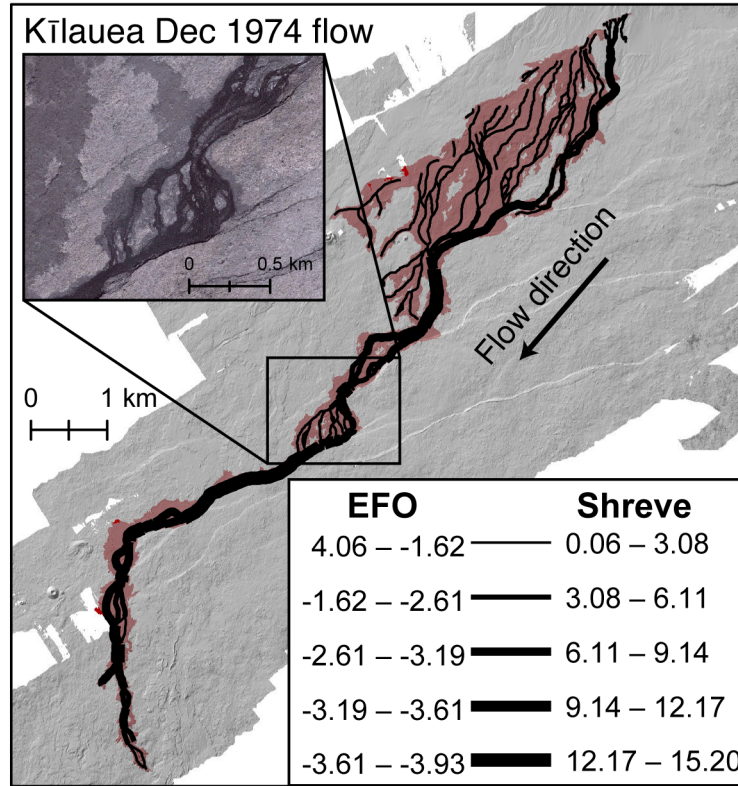 Kīlauea Dec 1974 flow
0 0.5 km
Flow direction
0 1 km
EFO Shreve
4.06 – -1.62 0.06 – 3.08
-1.62 – -2.61 3.08 – 6.11
-2.61 – -3.19 6.11 – 9.14
-3.19 – -3.61 9.14 – 12.17
-3.61 – -3.93 12.17 – 15.20